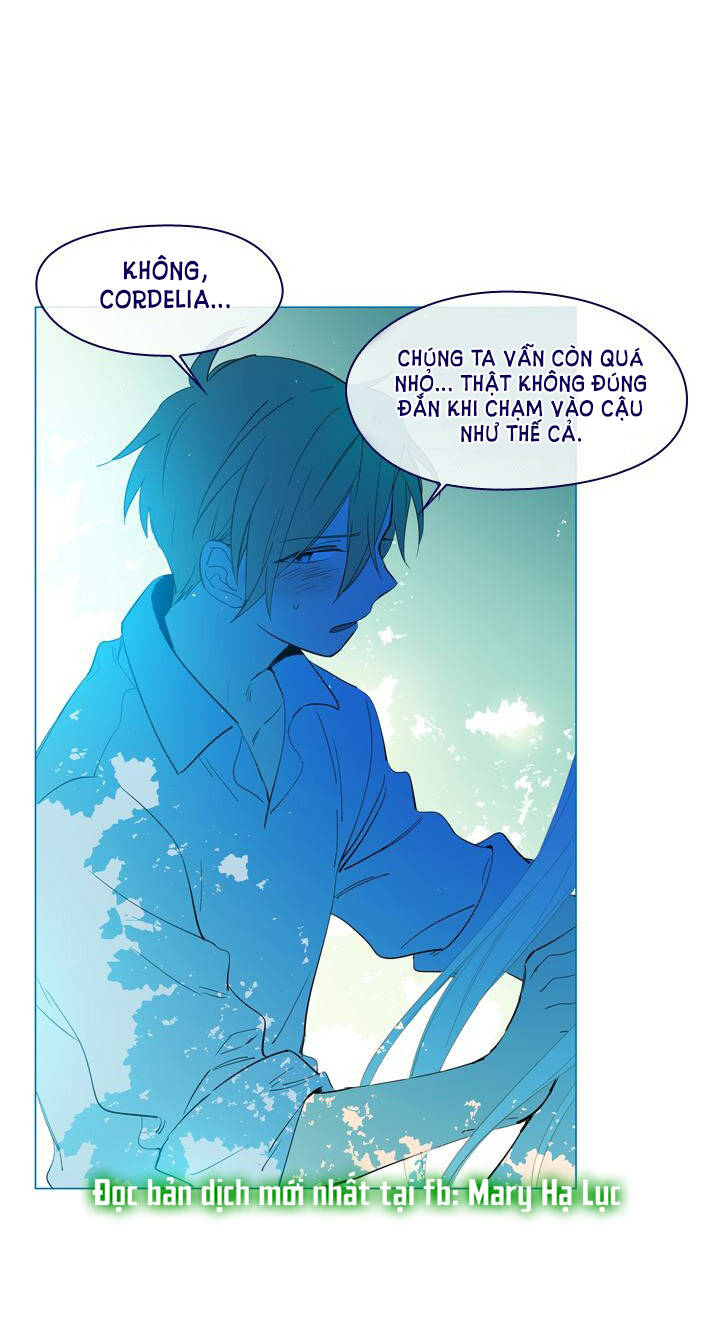 KHÔNG,
CORDELIA...
CHÚNG TA VẪN CÒN QUÁ
NHỎ... THẬT KHÔNG ĐÚNG
ĐẮN KHI CHẠM VÀO CẬU
NHƯ THẾ CẢ.
Đọc bản dịch mới nhất tại fb: Mary Hạ Lục